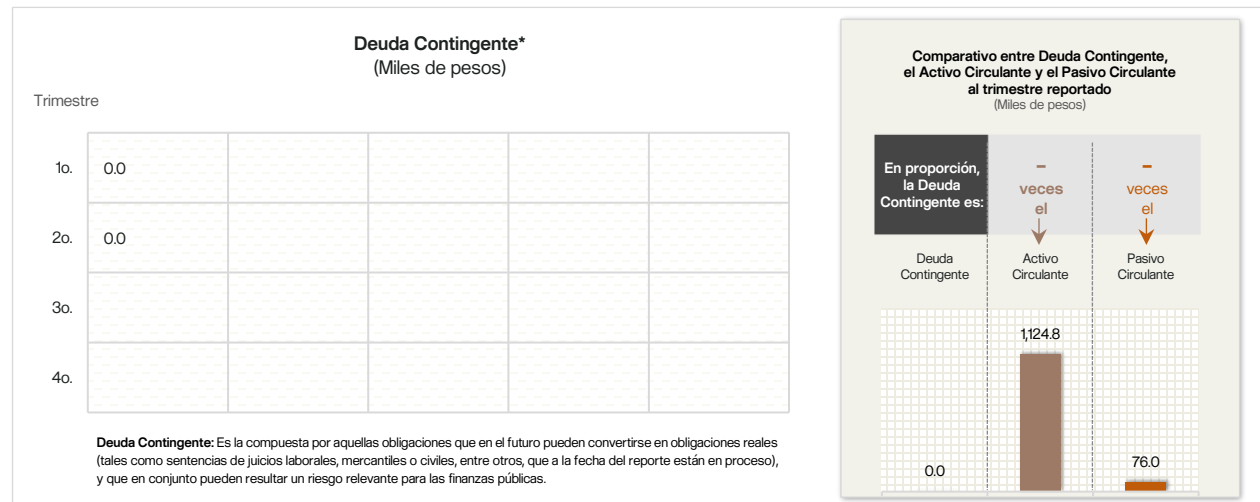 Deuda Contingente*
(Miles de pesos)
Trimestre
1o. 0.0
2o. 0.0
3o.
4o.
Deuda Contingente: Es la compuesta por aquellas obligaciones que en el futuro pueden convertirse en obligaciones reales
(tales como sentencias de juicios laborales, mercantiles o civiles, entre otros, que a la fecha del reporte están en proceso),
y que en conjunto pueden resultar un riesgo relevante para las finanzas públicas.
Comparativo entre Deuda Contingente,
el Activo Circulante y el Pasivo Circulante
al trimestre reportado
(Miles de pesos)
En proporción,
la Deuda
Contingente es:
–
veces
el
–
veces
el
Deuda
Contingente
Activo
Circulante
Pasivo
Circulante
0.0
1,124.8
76.0